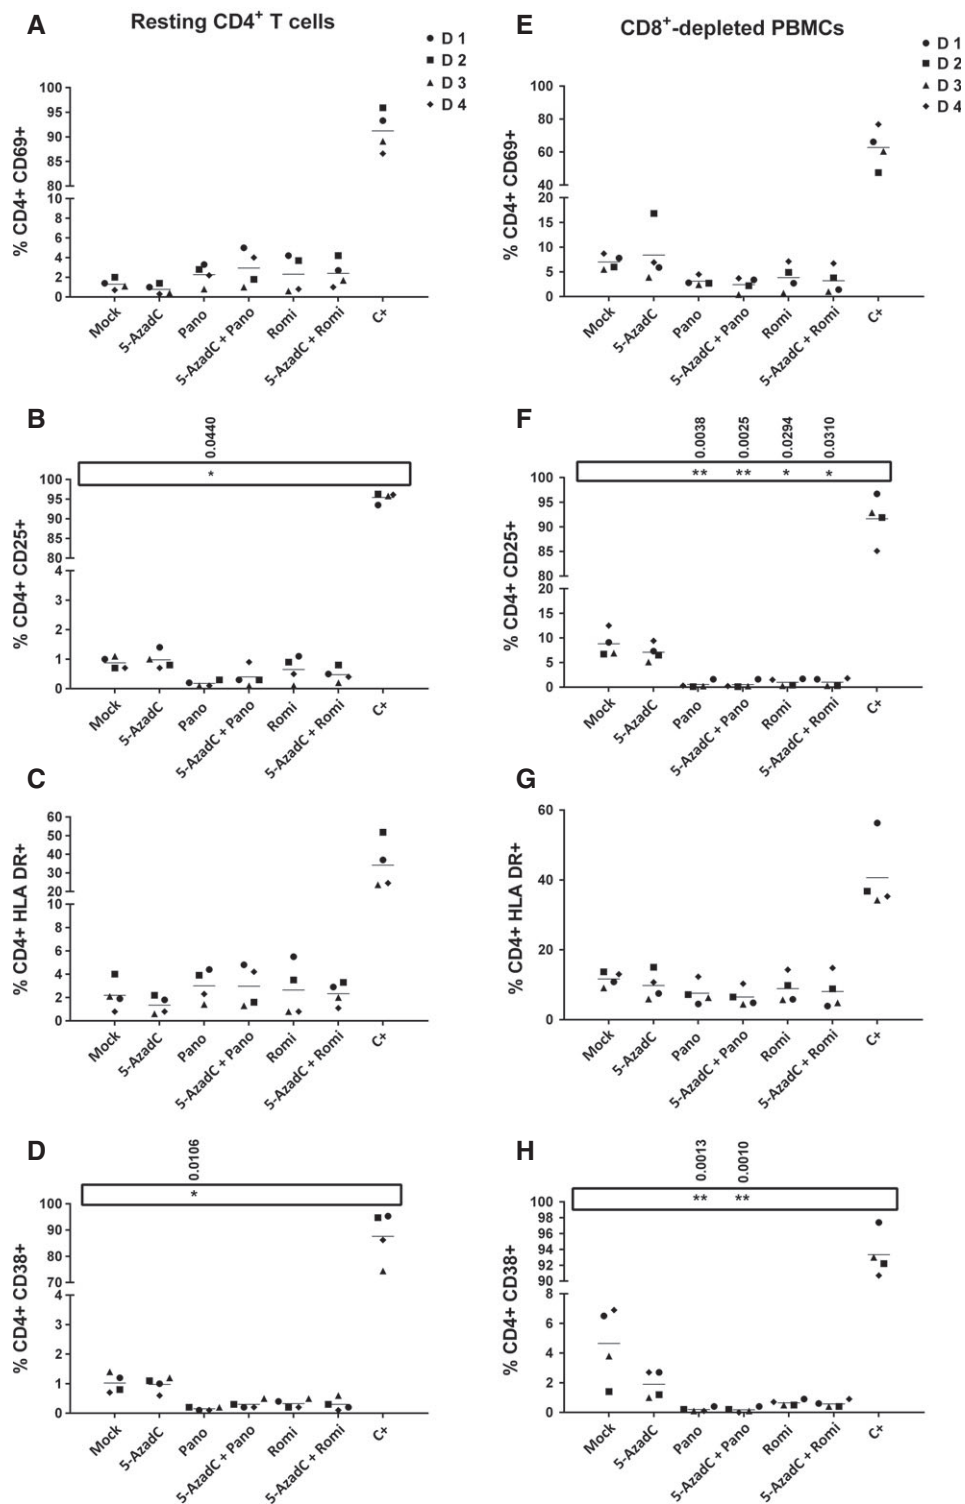 A
Resting CD4⁺ T cells
D 1
D 2
D 3
D 4
% CD4+ CD69+
100
95
90
85
80
10
8
6
4
2
0
Mock
5-AzadC
Pano
5-AzadC + Pano
Romi
5-AzadC + Romi
C+
E
CD8⁺-depleted PBMCs
D 1
D 2
D 3
D 4
% CD4+ CD69+
100
80
60
40
20
15
10
5
0
Mock
5-AzadC
Pano
5-AzadC + Pano
Romi
5-AzadC + Romi
C+
B
0.0440
*
% CD4+ CD25+
100
95
90
85
80
4
3
2
1
0
Mock
5-AzadC
Pano
5-AzadC + Pano
Romi
5-AzadC + Romi
C+
F
0.0038
0.0025
0.0294
0.0310
** ** * *
% CD4+ CD25+
100
95
90
85
80
20
15
10
5
0
Mock
5-AzadC
Pano
5-AzadC + Pano
Romi
5-AzadC + Romi
C+
C
% CD4+ HLA DR+
60
50
40
30
20
10
8
6
4
2
0
Mock
5-AzadC
Pano
5-AzadC + Pano
Romi
5-AzadC + Romi
C+
G
% CD4+ HLA DR+
60
40
20
0
Mock
5-AzadC
Pano
5-AzadC + Pano
Romi
5-AzadC + Romi
C+
D
0.0106
*
% CD4+ CD38+
100
90
80
70
4
3
2
1
0
Mock
5-AzadC
Pano
5-AzadC + Pano
Romi
5-AzadC + Romi
C+
H
0.0013
0.0010
** **
% CD4+ CD38+
100
98
96
94
92
90
8
6
4
2
0
Mock
5-AzadC
Pano
5-AzadC + Pano
Romi
5-AzadC + Romi
C+